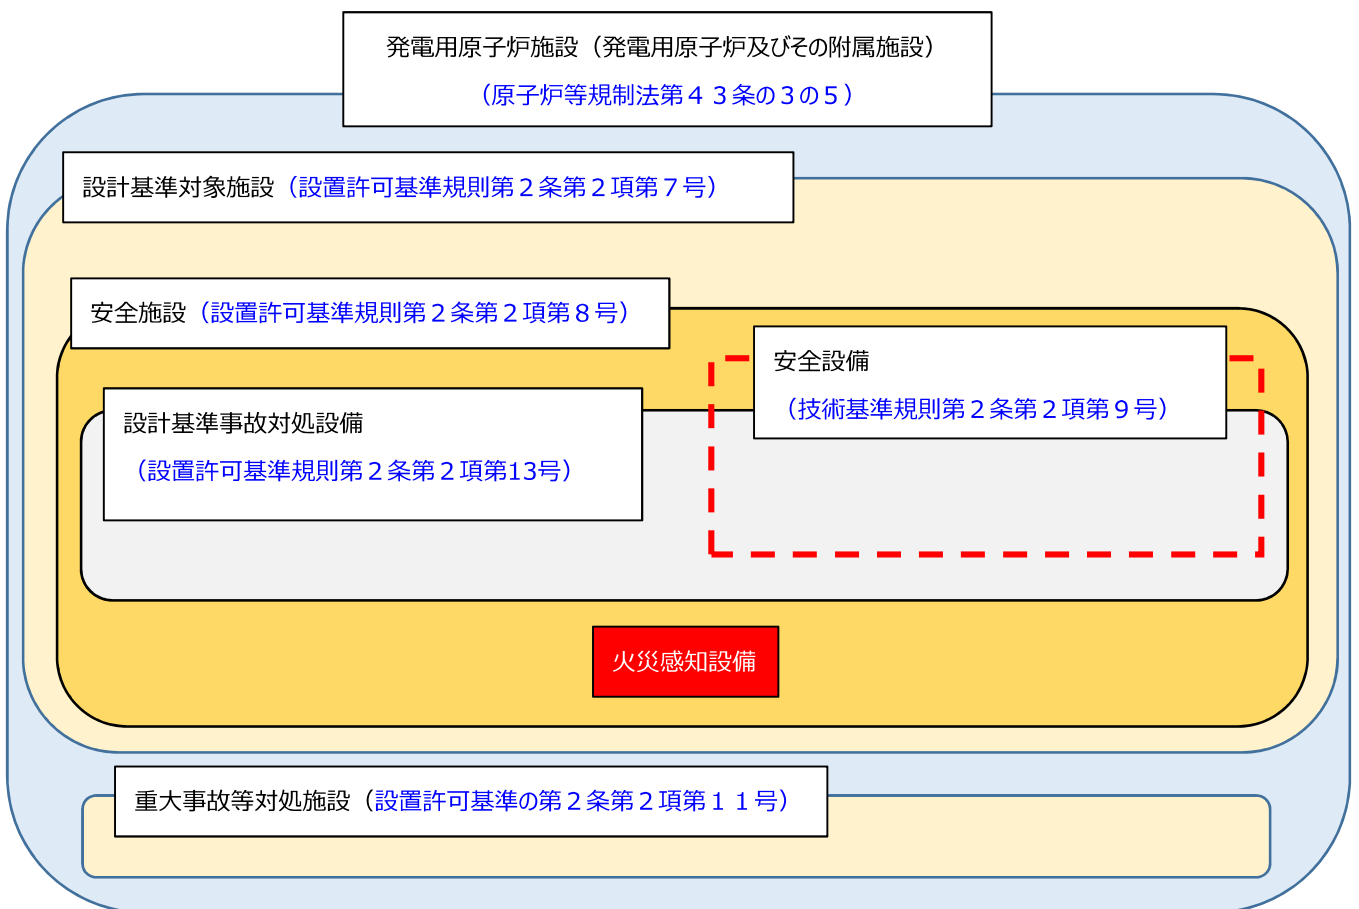 発電用原子炉施設（発電用原子炉及びその附属施設）
（原子炉等規制法第４３条の３の５）
設計基準対象施設（設置許可基準規則第２条第２項第７号）
安全施設（設置許可基準規則第２条第２項第８号）
安全設備
（技術基準規則第２条第２項第９号）
設計基準事故対処設備
（設置許可基準規則第２条第２項第13号）
火災感知設備
重大事故等対処施設（設置許可基準の第２条第２項第１１号）